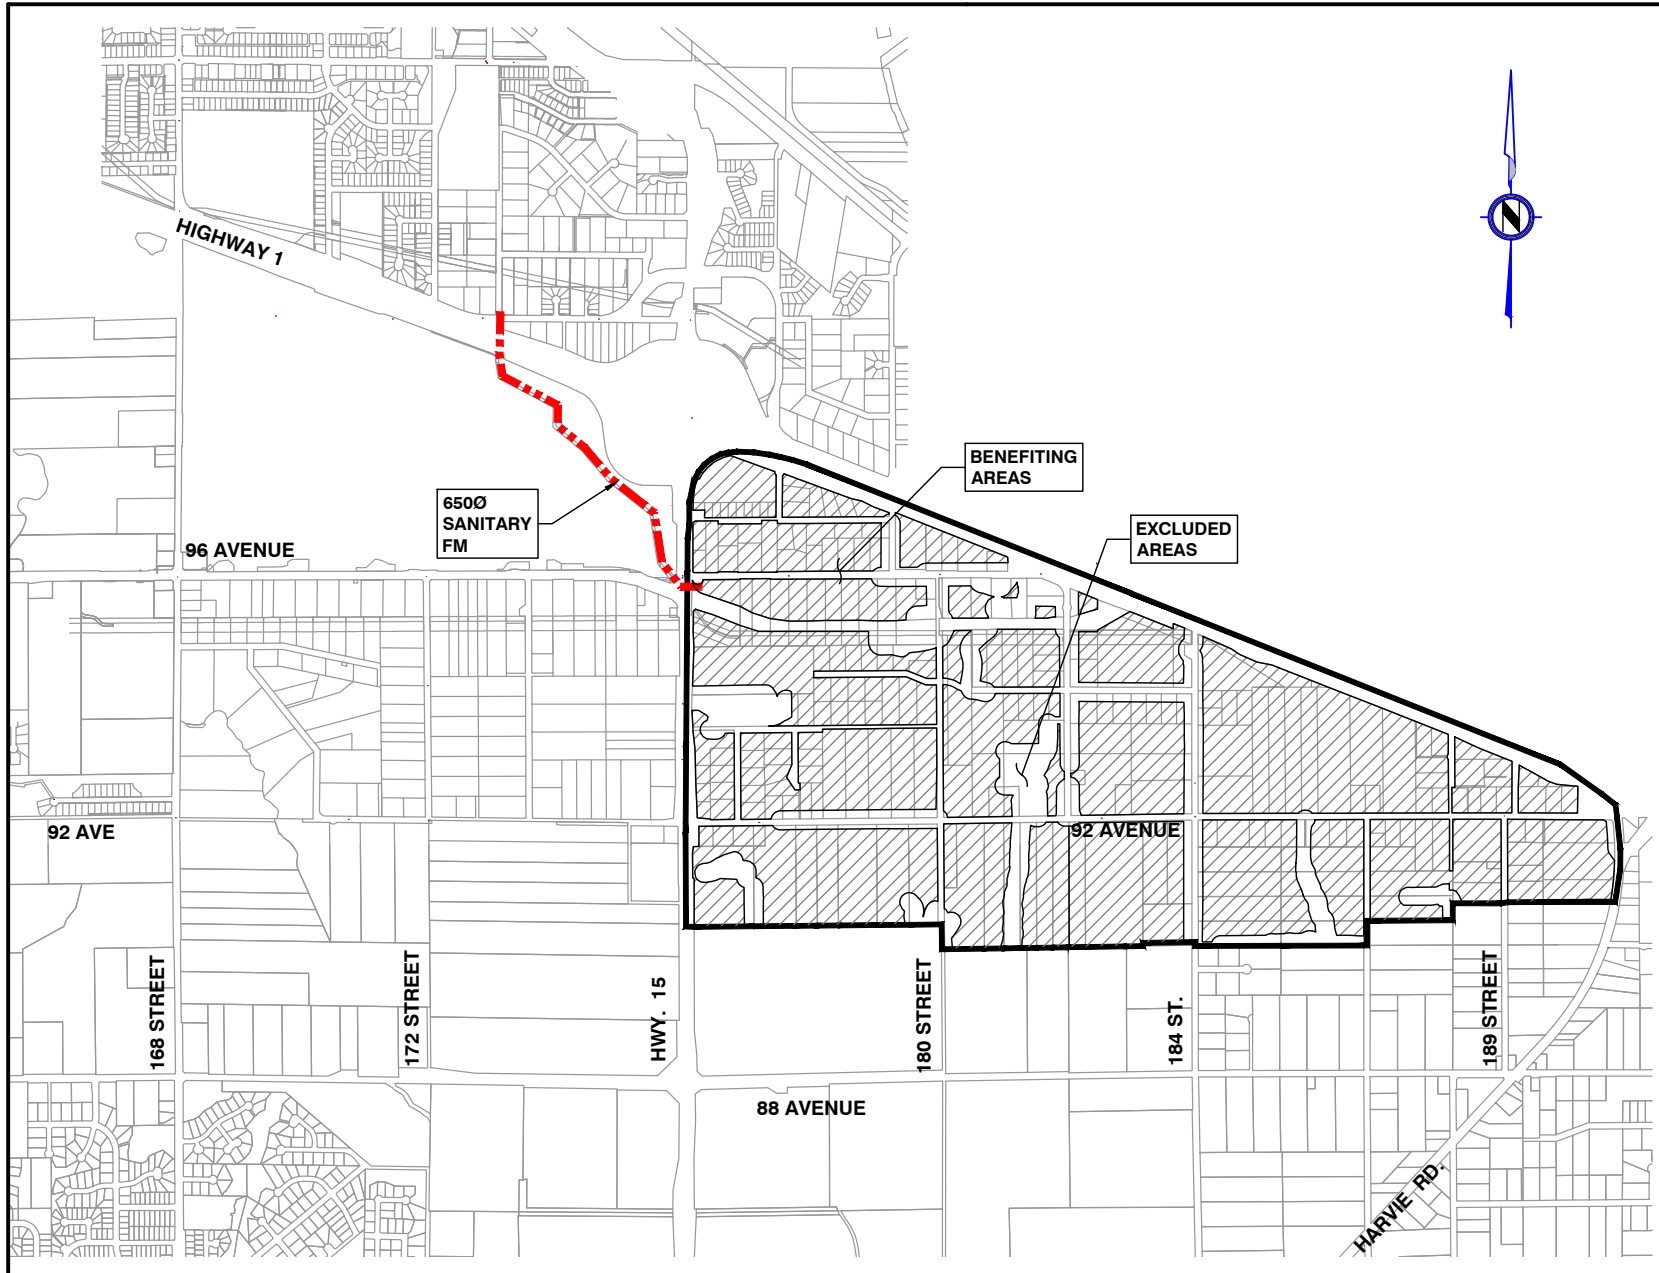 HIGHWAY 1
BENEFITING
AREAS
650Ø
SANITARY
FM
EXCLUDED
AREAS
96 AVENUE
92 AVE
92 AVENUE
168 STREET
172 STREET
HWY. 15
180 STREET
184 ST.
189 STREET
88 AVENUE
HARVIE RD.
N